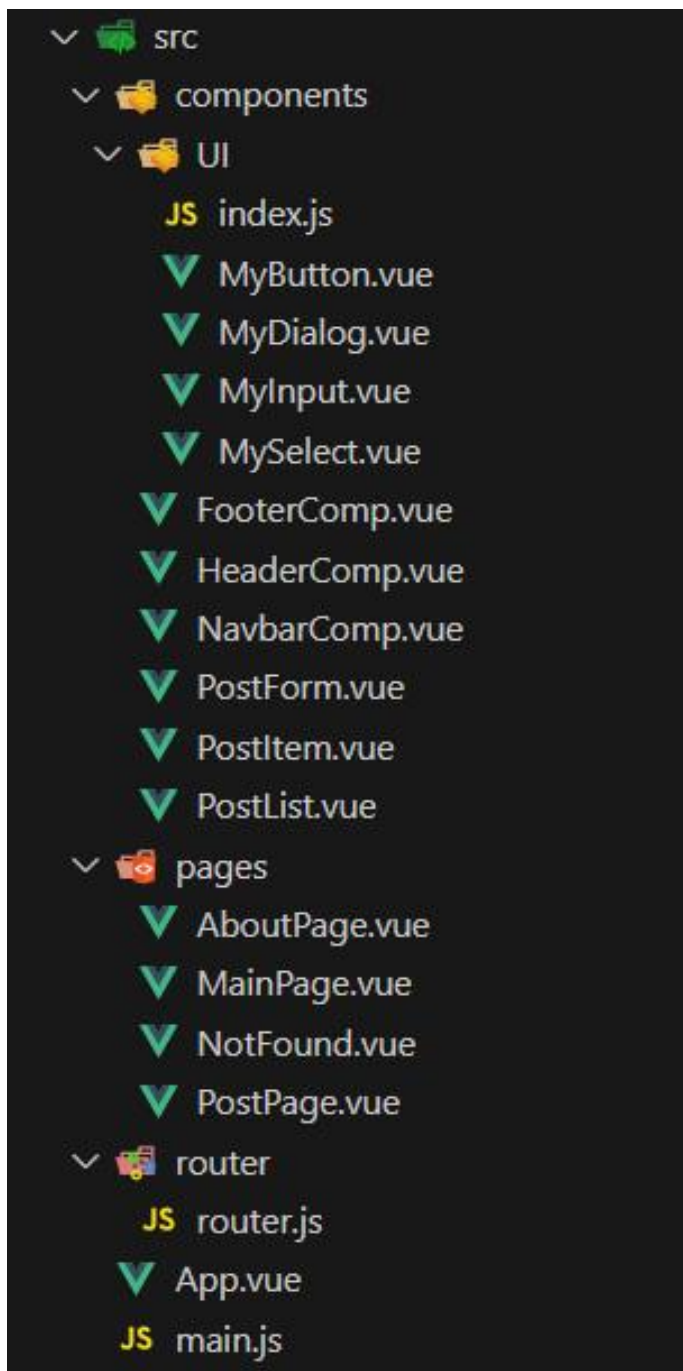 src
components
UI
JS index.js
MyButton.vue
MyDialog.vue
MyInput.vue
MySelect.vue
FooterComp.vue
HeaderComp.vue
NavbarComp.vue
PostForm.vue
PostItem.vue
PostList.vue
pages
AboutPage.vue
MainPage.vue
NotFound.vue
PostPage.vue
router
JS router.js
App.vue
JS main.js